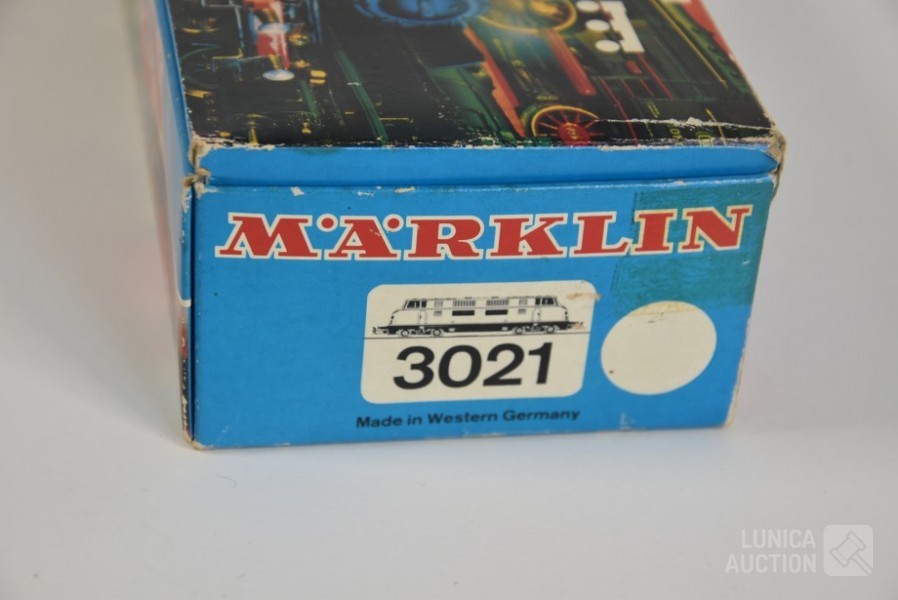 MÄRKLIN
3021
Made in Western Germany
LUNICA
AUCTION